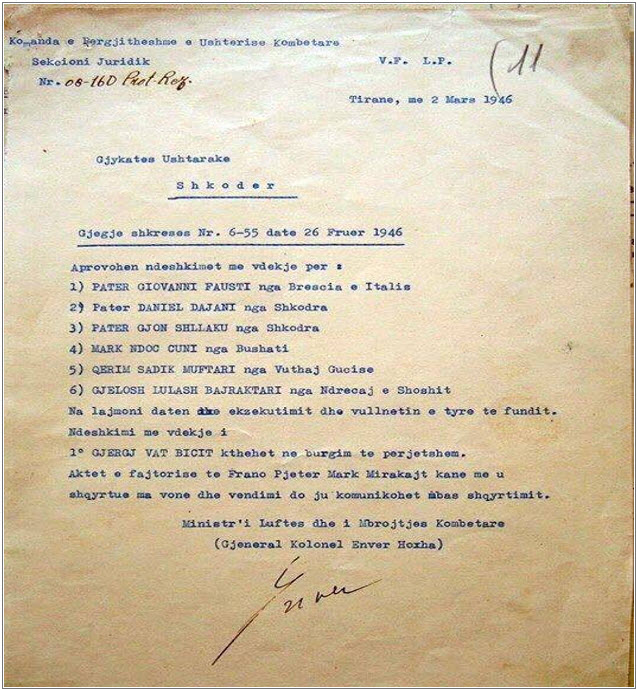 Komanda e Pergjitheshme e Ushterise Kombetare
Sekcioni Juridik
V.F. L.P.
11
Nr. 08-160 Prot-Rez.
Tirane, me 2 Mars 1946
Gjykates Ushtarake
Shkoder
Gjegje shkreses Nr. 6-55 date 26 Fruer 1946
Aprovohen ndeshkimet me vdekje per :
1) PATER GIOVANNI FAUSTI nga Brescia e Italis
2) Pater DANIEL DAJANI nga Shkodra
3) PATER GJON SHLLAKU nga Shkodra
4) MARK NDOC CUNI nga Bushati
5) QERIM SADIK MUFTARI nga Vuthaj Gucise
6) GJELOSH LULASH BAJRAKTARI nga Ndrecaj e Shoshit
Na lajmoni daten ekzekutimit dhe vullnetin e tyre te fundit.
Ndeshkimi me vdekje i
1° GJERGJ VAT BICIT kthehet ne burgim te perjetshem.
Aktet e fajtorise te Frano Pjeter Mark Mirakajt kane me u
shqyrtue ma vone dhe vendimi do ju komunikohet mbas shqyrtimit.
Ministr'i Luftes dhe i Mbrojtjes Kombetare
(Gjeneral Kolonel Enver Hoxha)
Enver